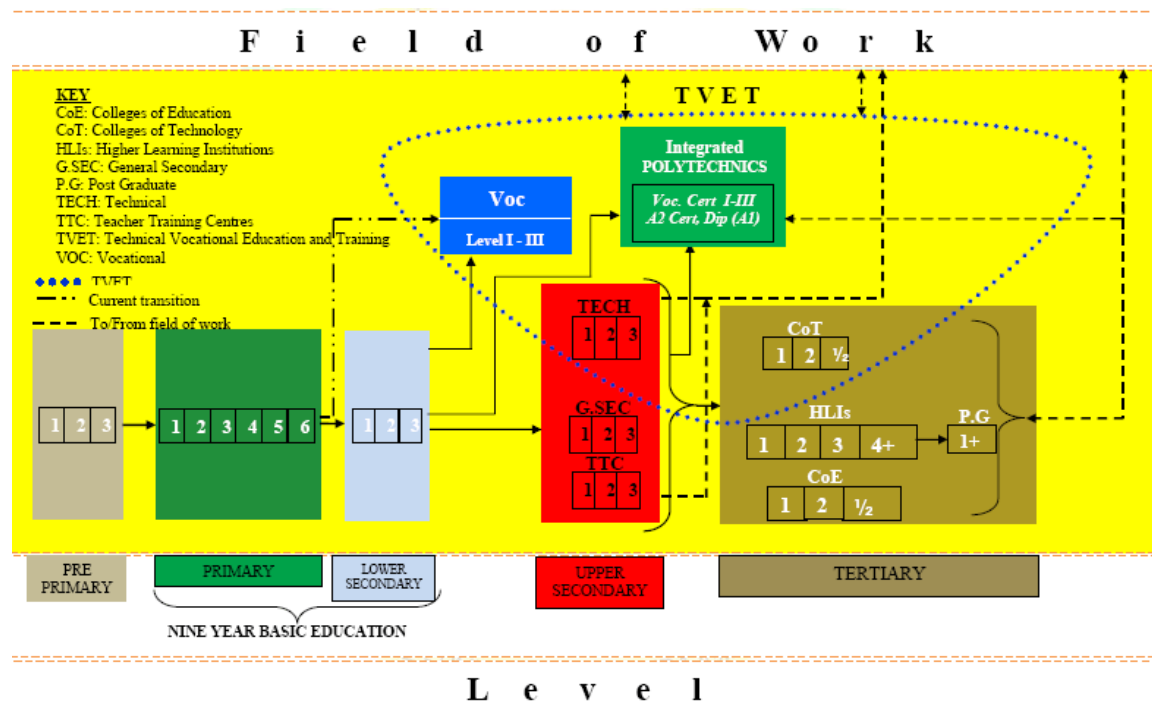 Field of Work
KEY
CoE: Colleges of Education
CoT: Colleges of Technology
HLIs: Higher Learning Institutions
G.SEC: General Secondary
P.G: Post Graduate
TECH: Technical
TTC: Teacher Training Centres
TVET: Technical Vocational Education and Training
VOC: Vocational
TVET
Current transition
To/From field of work
TVET
Integrated
POLYTECHNICS
Voc. Cert I-III
A2 Cert, Dip (A1)
Voc
Level I - III
1 2 3
1 2 3 4 5 6
1 2 3
TECH
1 2 3
G.SEC
1 2 3
TTC
1 2 3
CoT
1 2 ½
HLIs
1 2 3 4+
P.G
1+
CoE
1 2 ½
PRE
PRIMARY
PRIMARY
LOWER
SECONDARY
UPPER
SECONDARY
TERTIARY
NINE YEAR BASIC EDUCATION
Level